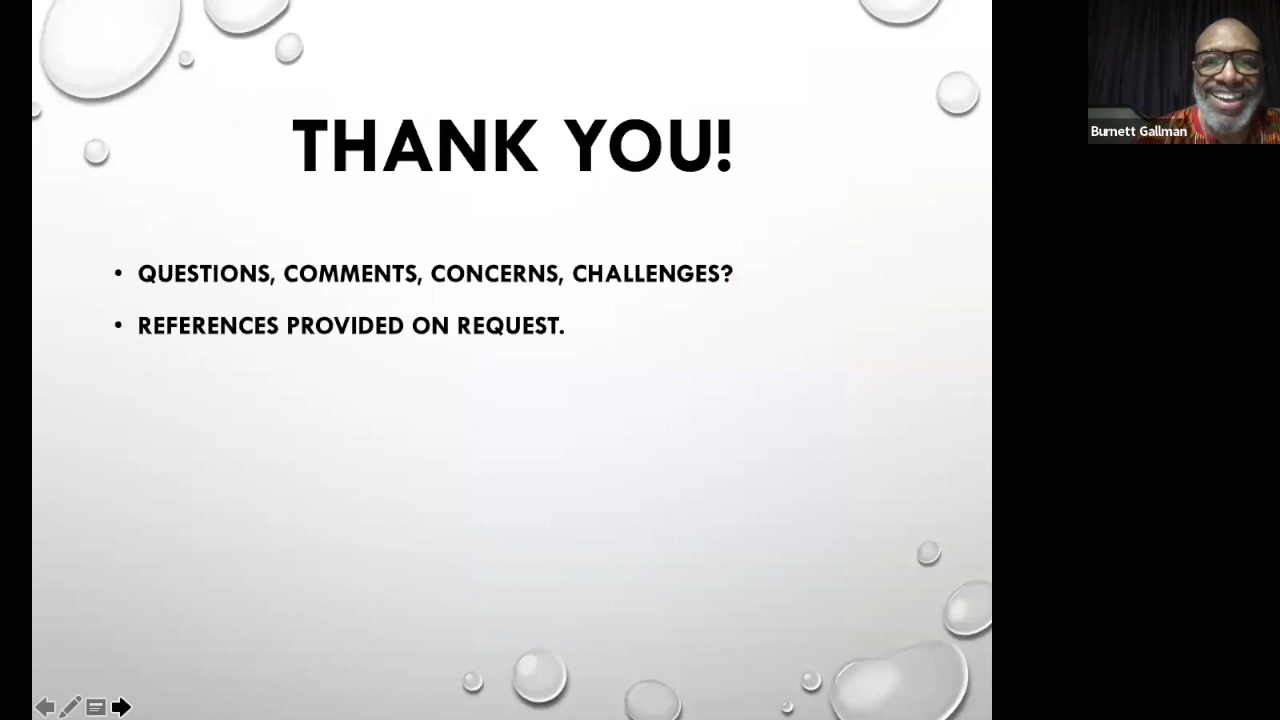 THANK YOU!
• QUESTIONS, COMMENTS, CONCERNS, CHALLENGES?
• REFERENCES PROVIDED ON REQUEST.
Burnett Gallman